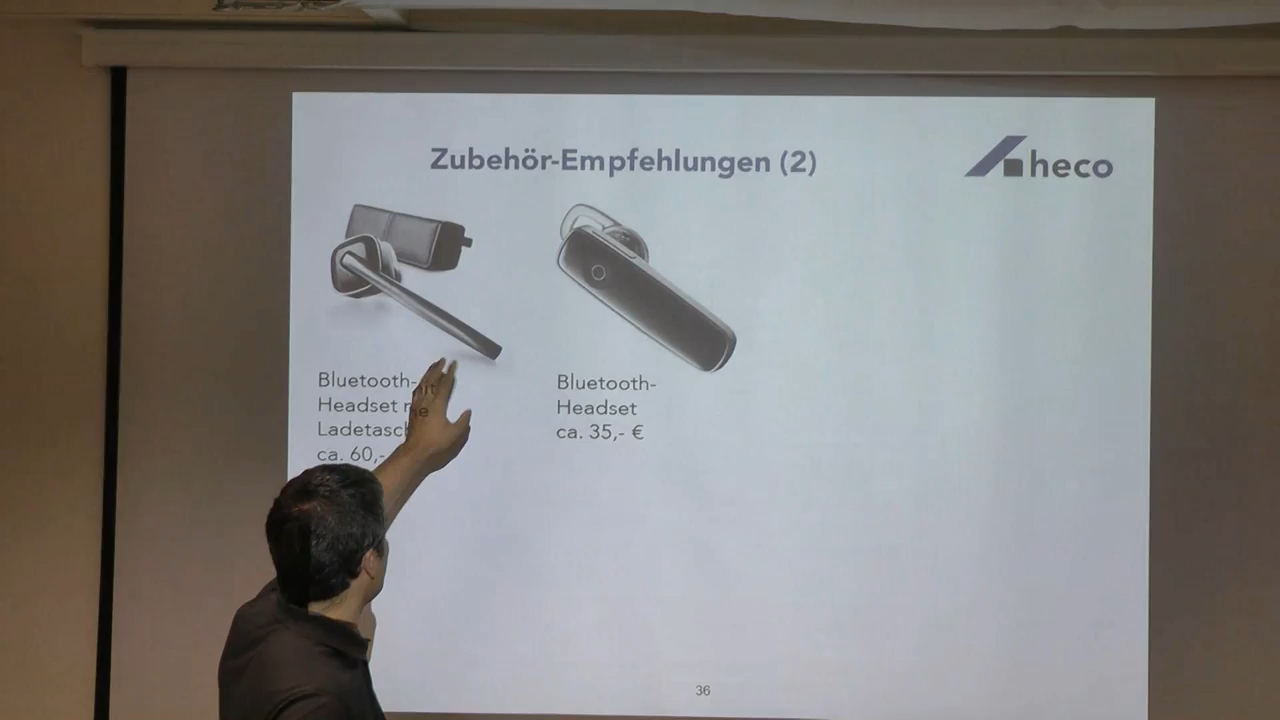 Zubehör-Empfehlungen (2)
heco
Bluetooth-
Headset
Ladetasch
ca. 60,-
Bluetooth-
Headset
ca. 35,- €
36